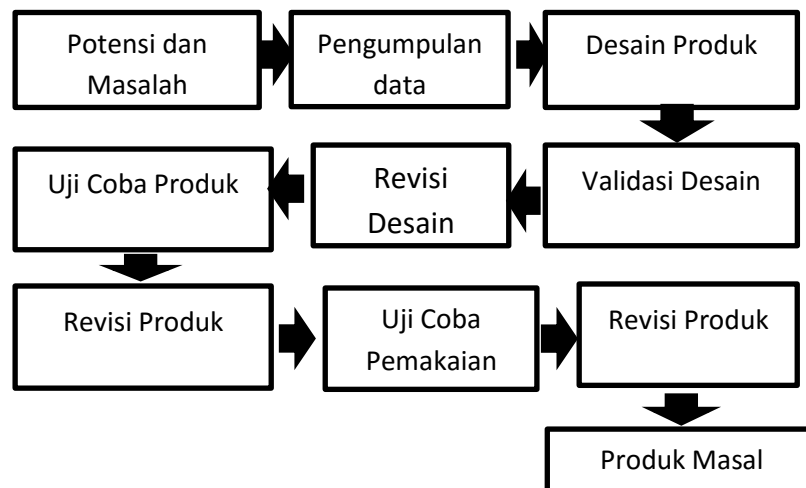 Potensi dan
Masalah
Pengumpulan
data
Desain Produk
Validasi Desain
Revisi
Desain
Uji Coba Produk
Revisi Produk
Uji Coba
Pemakaian
Revisi Produk
Produk Masal